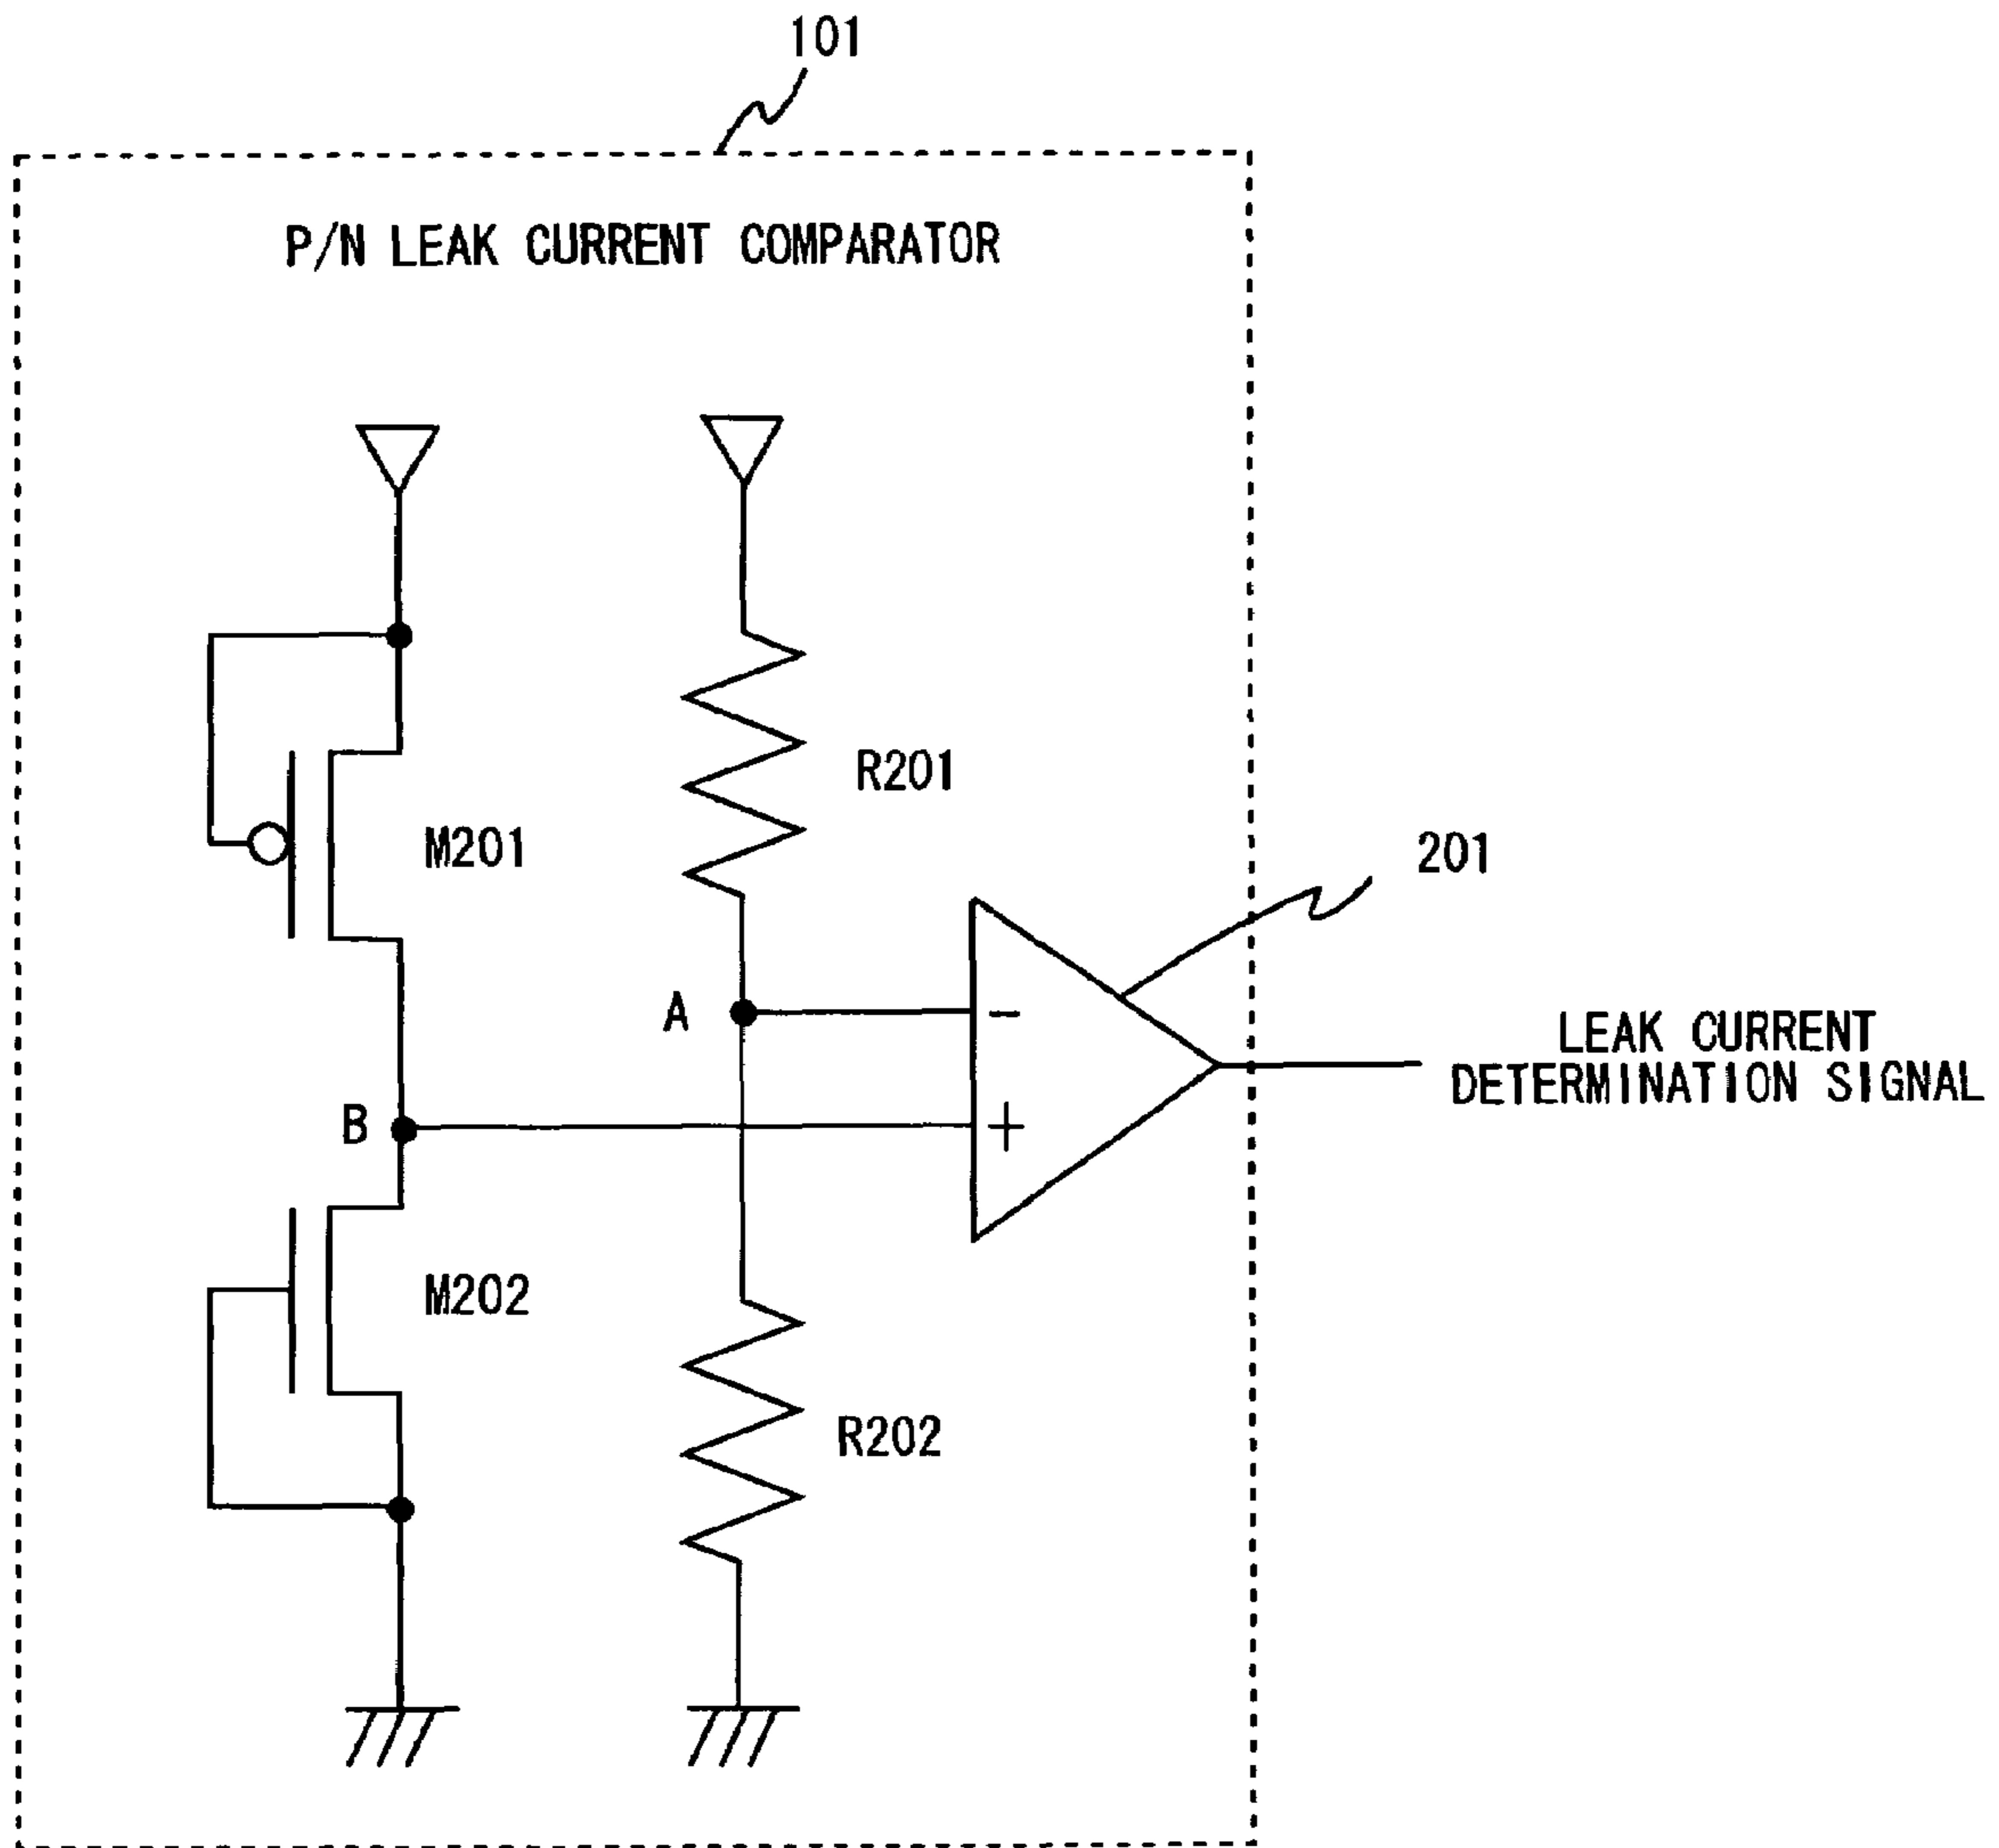 101
P/N LEAK CURRENT COMPARATOR
R201
M201
201
A
-
LEAK CURRENT
DETERMINATION SIGNAL
B
+
M202
R202